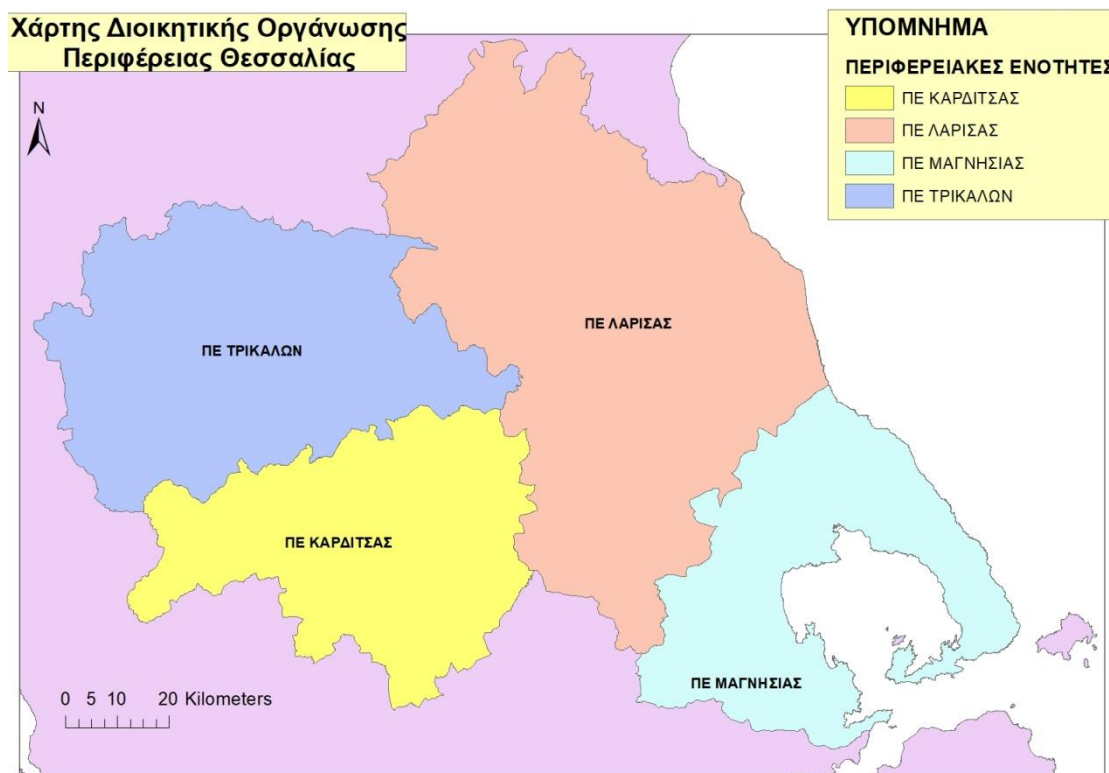 Χάρτης Διοικητικής Οργάνωσης
Περιφέρειας Θεσσαλίας
ΥΠΟΜΝΗΜΑ
ΠΕΡΙΦΕΡΕΙΑΚΕΣ ΕΝΟΤΗΤΕΣ
ΠΕ ΚΑΡΔΙΤΣΑΣ
ΠΕ ΛΑΡΙΣΑΣ
ΠΕ ΜΑΓΝΗΣΙΑΣ
ΠΕ ΤΡΙΚΑΛΩΝ
N
ΠΕ ΛΑΡΙΣΑΣ
ΠΕ ΤΡΙΚΑΛΩΝ
ΠΕ ΚΑΡΔΙΤΣΑΣ
ΠΕ ΜΑΓΝΗΣΙΑΣ
0 5 10 20 Kilometers